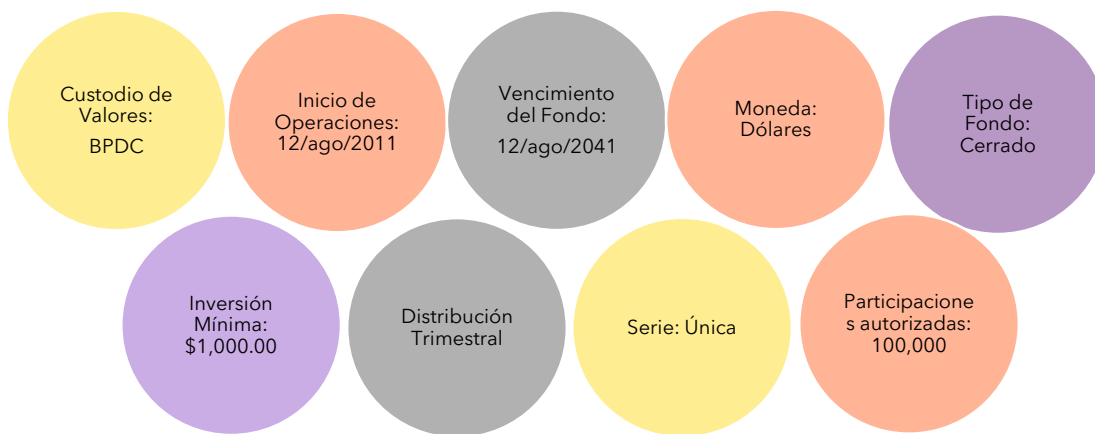 Custodio de
Valores:
BPDC
Inicio de
Operaciones:
12/ago/2011
Vencimiento
del Fondo:
12/ago/2041
Moneda:
Dólares
Tipo de
Fondo:
Cerrado
Inversión
Mínima:
$1,000.00
Distribución
Trimestral
Serie: Única
Participacione
s autorizadas:
100,000